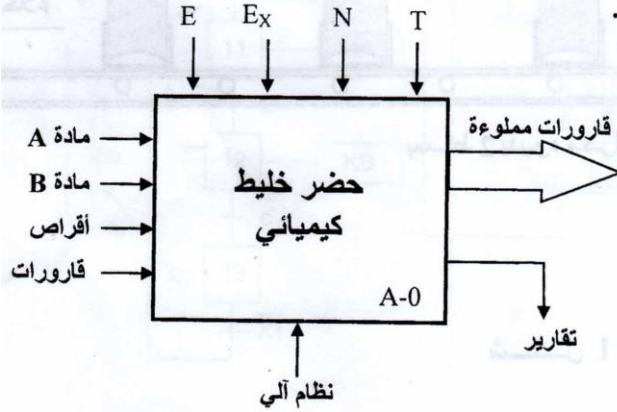 E Ex N T
مادة A
مادة B
أقراص
قارورات
حضر خليط
كيميائي
A-0
قارورات مملوءة
تقارير
نظام آلي